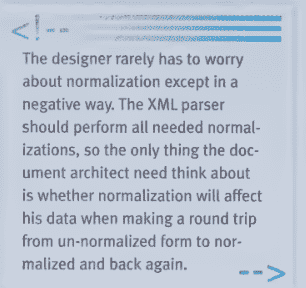 <!--
The designer rarely has to worry
about normalization except in a
negative way. The XML parser
should perform all needed normal-
izations, so the only thing the doc-
ument architect need think about
is whether normalization will affect
his data when making a round trip
from un-normalized form to nor-
malized and back again.
-->